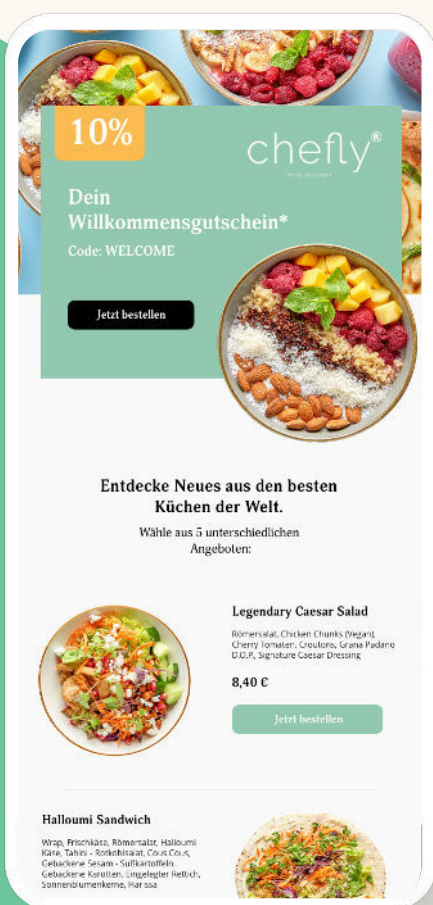 10%
chefly®
FOOD DELIVERY
Dein
Willkommensgutschein*
Code: WELCOME
Jetzt bestellen
Entdecke Neues aus den besten
Küchen der Welt.
Wähle aus 5 unterschiedlichen
Angeboten:
Legendary Caesar Salad
Römersalat, Chicken Chunks (Vegan),
Cherry Tomaten, Croutons, Grana Padano
D.O.P., Signature Caesar Dressing
8,40 €
Jetzt bestellen
Halloumi Sandwich
Wrap, Frischkäse, Römersalat, Halloumi
Käse, Tahini - Rotkohlsalat, Cous Cous,
Gebackene Sesam - Süßkartoffeln,
Gebackene Karotten, Eingelegter Rettich,
Sonnenblumenkerne, Harissa